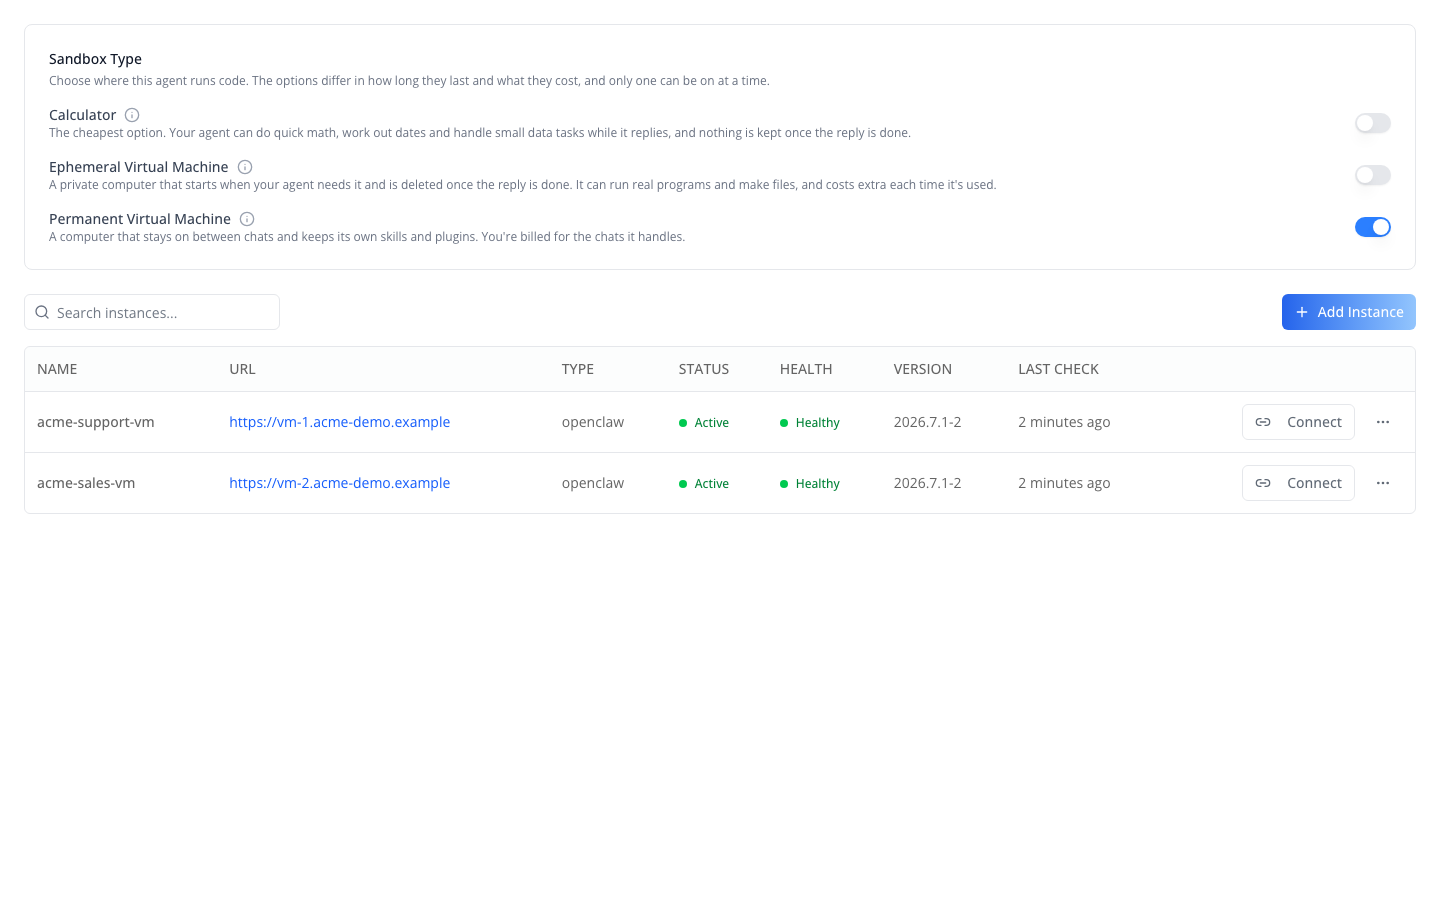 Sandbox Type
Choose where this agent runs code. The options differ in how long they last and what they cost, and only one can be on at a time.
Calculator
The cheapest option. Your agent can do quick math, work out dates and handle small data tasks while it replies, and nothing is kept once the reply is done.
Ephemeral Virtual Machine
A private computer that starts when your agent needs it and is deleted once the reply is done. It can run real programs and make files, and costs extra each time it's used.
Permanent Virtual Machine
A computer that stays on between chats and keeps its own skills and plugins. You're billed for the chats it handles.
Search instances...
Add Instance
NAME URL TYPE STATUS HEALTH VERSION LAST CHECK
acme-support-vm https://vm-1.acme-demo.example openclaw Active Healthy 2026.7.1-2 2 minutes ago Connect
acme-sales-vm https://vm-2.acme-demo.example openclaw Active Healthy 2026.7.1-2 2 minutes ago Connect